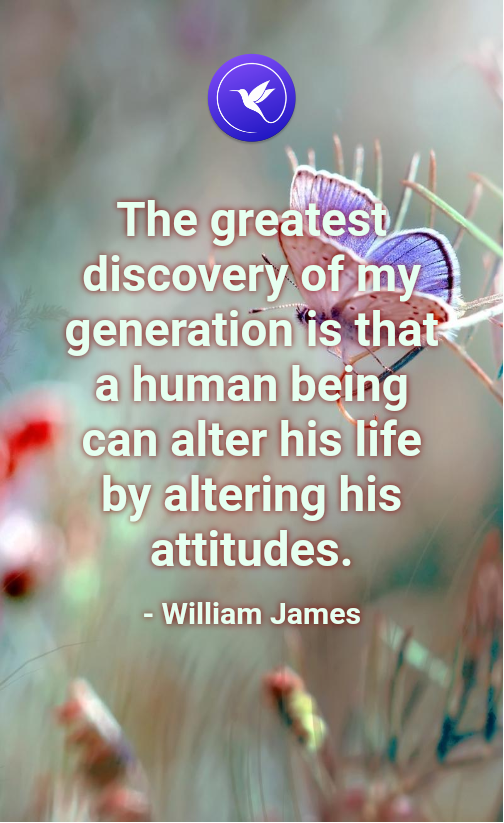 The greatest
discovery of my
generation is that
a human being
can alter his life
by altering his
attitudes.
- William James